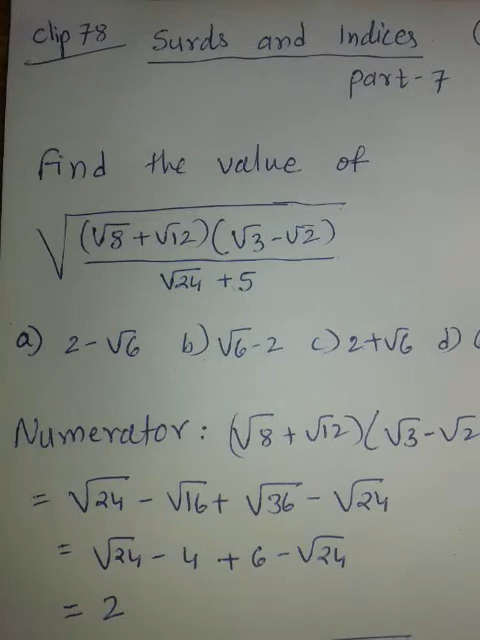 Clip 78 Surds and Indices (
part-7
Find the value of
√((√8+√12)(√3-√2)
√24 +5)
a) 2-√6 b) √6-2 c) 2+√6 d) (
Numerator: (√8+√12)(√3-√2
= √24 - √16 + √36 - √24
= √24 - 4 + 6 - √24
= 2